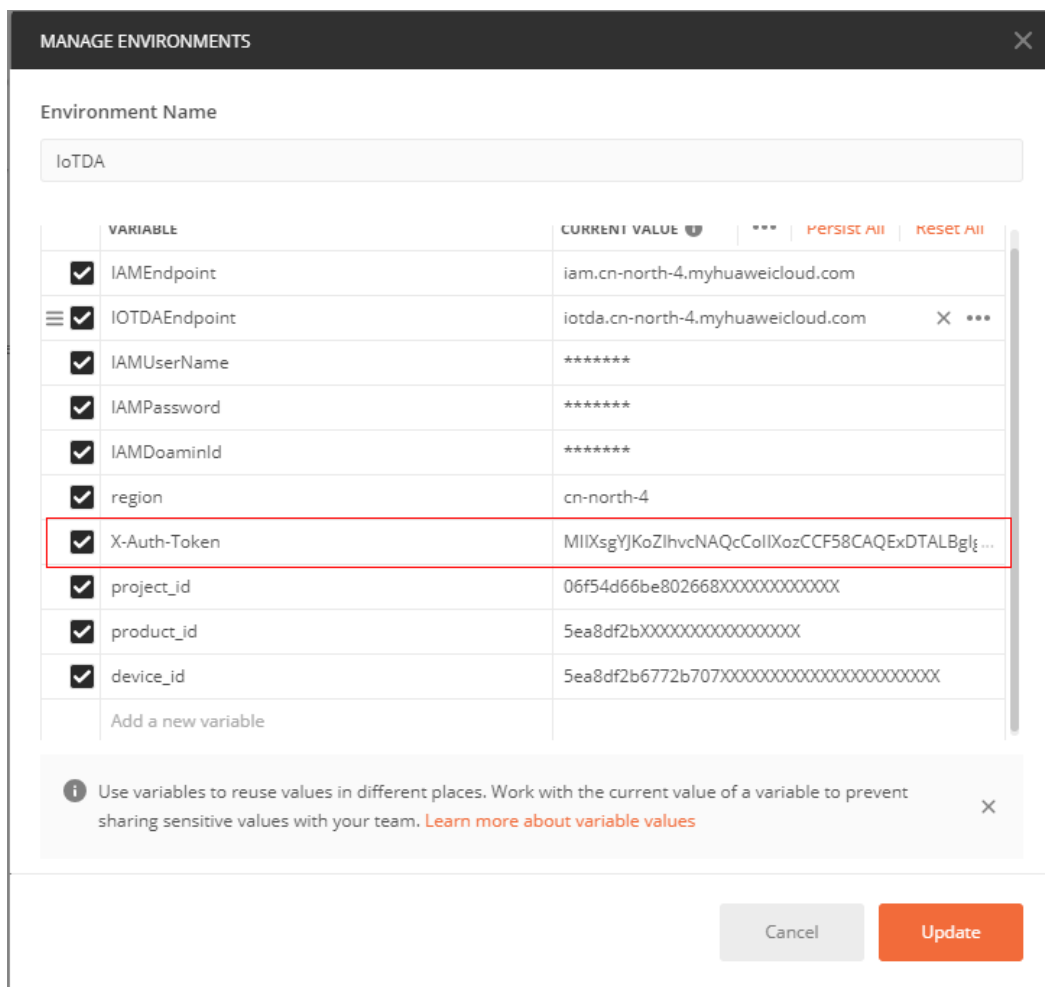 MANAGE ENVIRONMENTS
Environment Name
IoTDA
VARIABLE CURRENT VALUE Persist All Reset All
IAMEndpoint iam.cn-north-4.myhuaweicloud.com
IOTDAEndpoint iotda.cn-north-4.myhuaweicloud.com
IAMUserName *******
IAMPassword *******
IAMDoaminId *******
region cn-north-4
X-Auth-Token MIIXsgYJKoZIhvcNAQcCoIIXozCCF58CAQExDTALBglg...
project_id 06f54d66be802668XXXXXXXXXXXX
product_id 5ea8df2bXXXXXXXXXXXXXXXX
device_id 5ea8df2b6772b707XXXXXXXXXXXXXXXXXXXXXX
Add a new variable
Use variables to reuse values in different places. Work with the current value of a variable to prevent
sharing sensitive values with your team. Learn more about variable values
Cancel Update